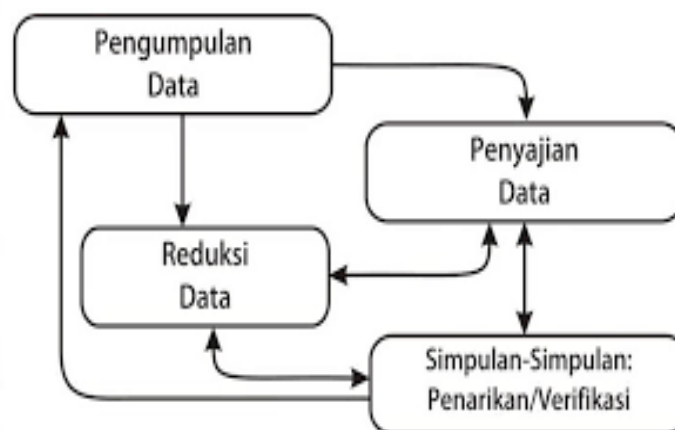 Pengumpulan
Data
Penyajian
Data
Reduksi
Data
Simpulan-Simpulan:
Penarikan/Verifikasi